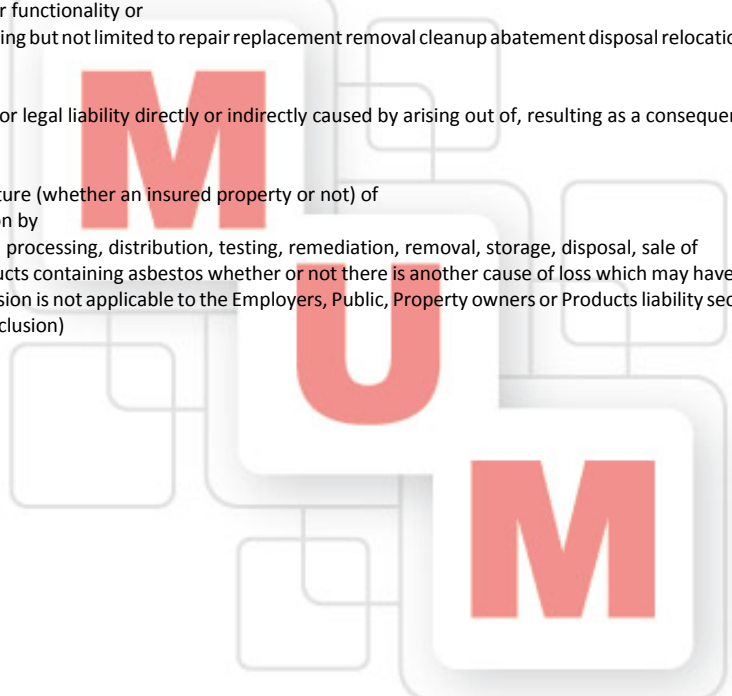 r functionality or
ing but not limited to repair replacement removal cleanup abatement disposal relocatio
or legal liability directly or indirectly caused by arising out of, resulting as a consequen
ture (whether an insured property or not) of
on by
processing, distribution, testing, remediation, removal, storage, disposal, sale of
ucts containing asbestos whether or not there is another cause of loss which may have
sion is not applicable to the Employers, Public, Property owners or Products liability sec
clusion)
M
U
M